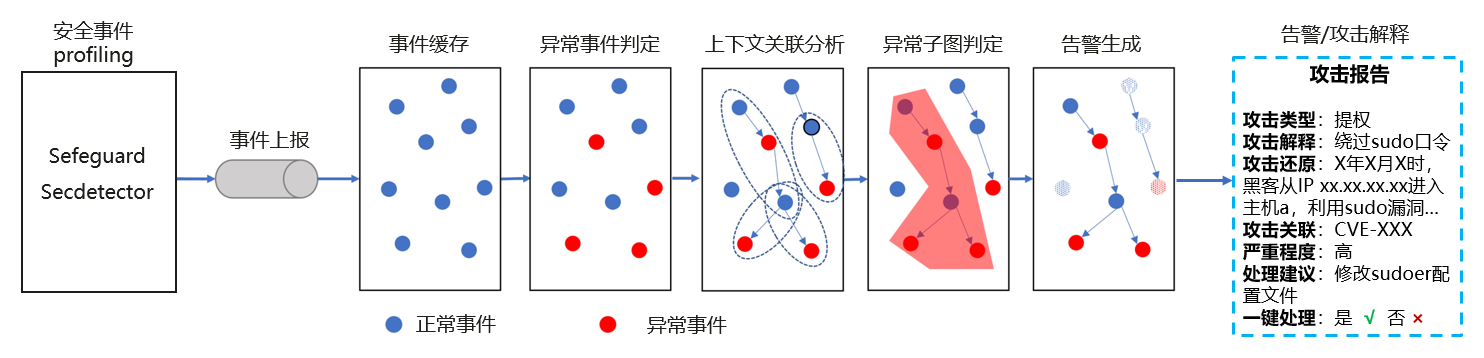 安全事件
profiling
Sefeguard
Secdetector
事件上报
事件缓存
异常事件判定
上下文关联分析
异常子图判定
告警生成
告警/攻击解释
攻击报告
攻击类型：提权
攻击解释：绕过sudo口令
攻击还原：X年X月X时，
黑客从IP xx.xx.xx.xx进入
主机a，利用sudo漏洞...
攻击关联：CVE-XXX
严重程度：高
处理建议：修改sudoer配
置文件
一键处理：是 √ 否 ×
正常事件
异常事件